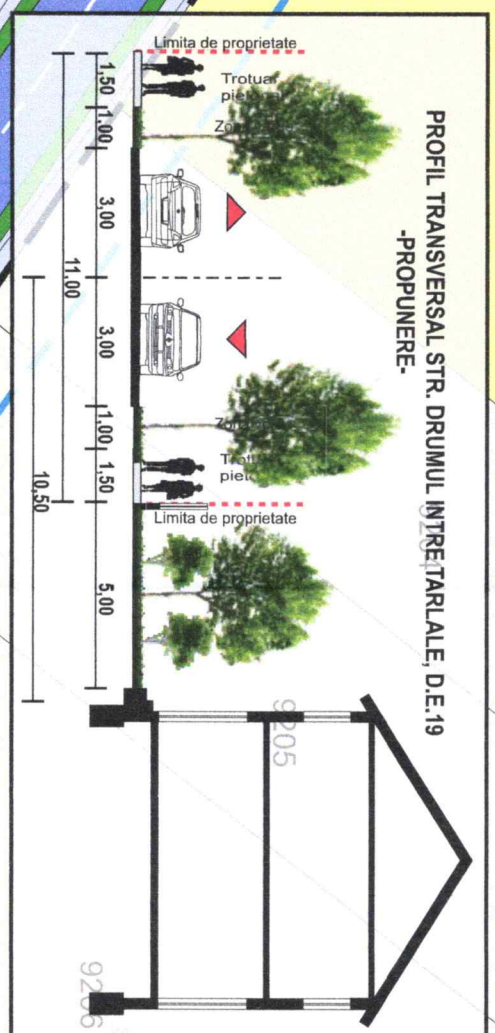 PROFIL TRANSVERSAL STR. DRUMUL INTRE TARLALE, D.E.19
-PROPUNERE-
Limita de proprietate
Trotuar
Limita de proprietate
1,50
1,00
3,00
3,00
1,00
1,50
5,00
11,00
10,50
9205
9206